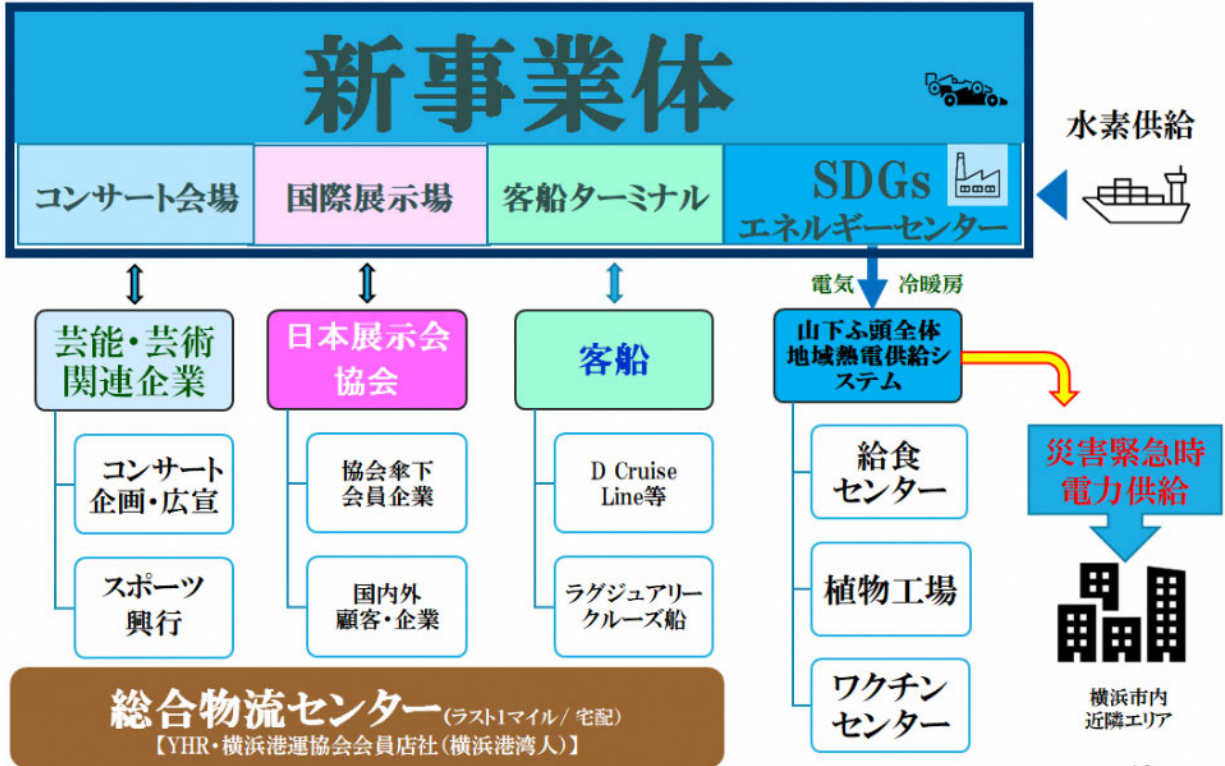 新事業体
水素供給
コンサート会場
国際展示場
客船ターミナル
SDGs
エネルギーセンター
電気
冷暖房
芸能・芸術
関連企業
日本展示会
協会
客船
山下ふ頭全体
地域熱電供給シ
ステム
コンサート
企画・広宣
協会傘下
会員企業
D Cruise
Line等
給食
センター
災害緊急時
電力供給
スポーツ
興行
国内外
顧客・企業
ラグジュアリー
クルーズ船
植物工場
ワクチン
センター
横浜市内
近隣エリア
総合物流センター(ラスト1マイル/ 宅配)
【YHR・横浜港運協会会員店社(横浜港湾人)】